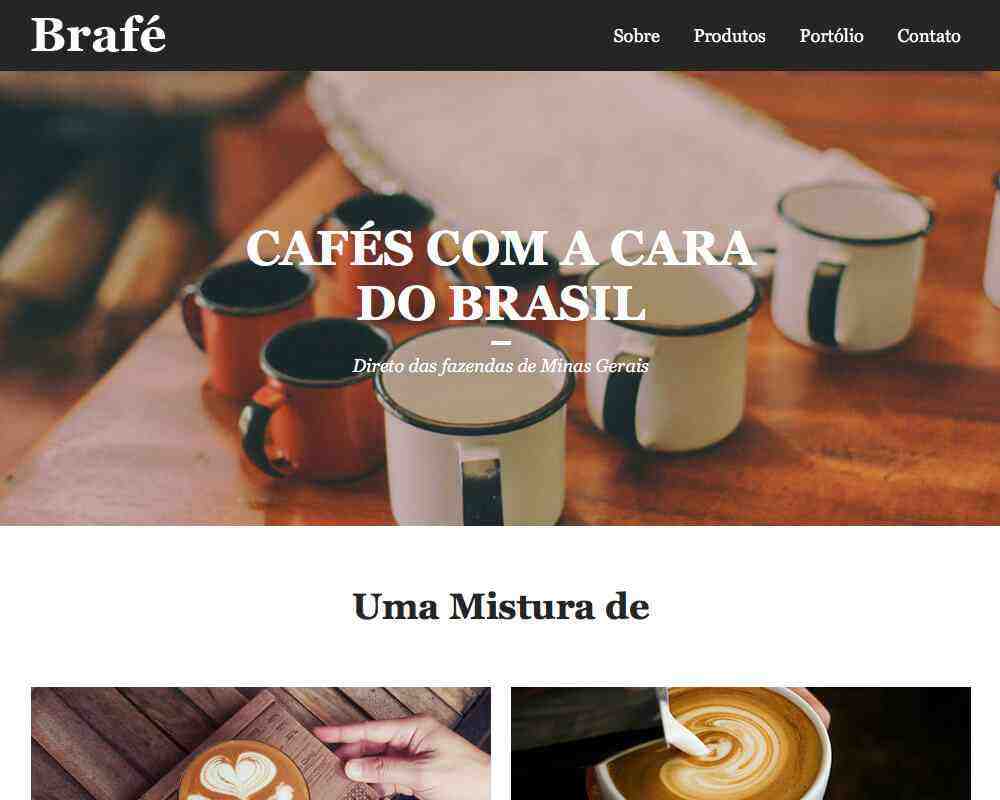 Brafé
Sobre Produtos Portólio Contato
CAFÉS COM A CARA
DO BRASIL
Direto das fazendas de Minas Gerais
Uma Mistura de